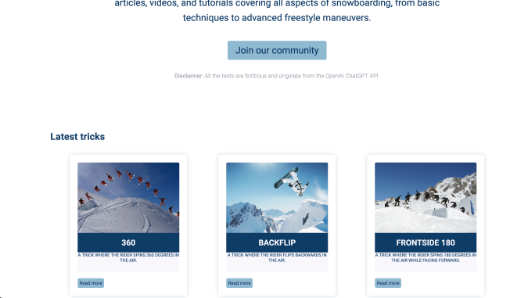 articles, videos, and tutorials covering all aspects of snowboarding, from basic
techniques to advanced freestyle maneuvers.
Join our community
Disclaimer: All the texts are fictitious and originate from the OpenAI ChatGPT API.
Latest tricks
360
A TRICK WHERE THE RIDER SPINS 360 DEGREES IN
THE AIR.
Read more
BACKFLIP
A TRICK WHERE THE RIDER FLIPS BACKWARDS IN
THE AIR.
Read more
FRONTSIDE 180
A TRICK WHERE THE RIDER SPINS 180 DEGREES IN
THE AIR WHILE FACING FORWARD.
Read more